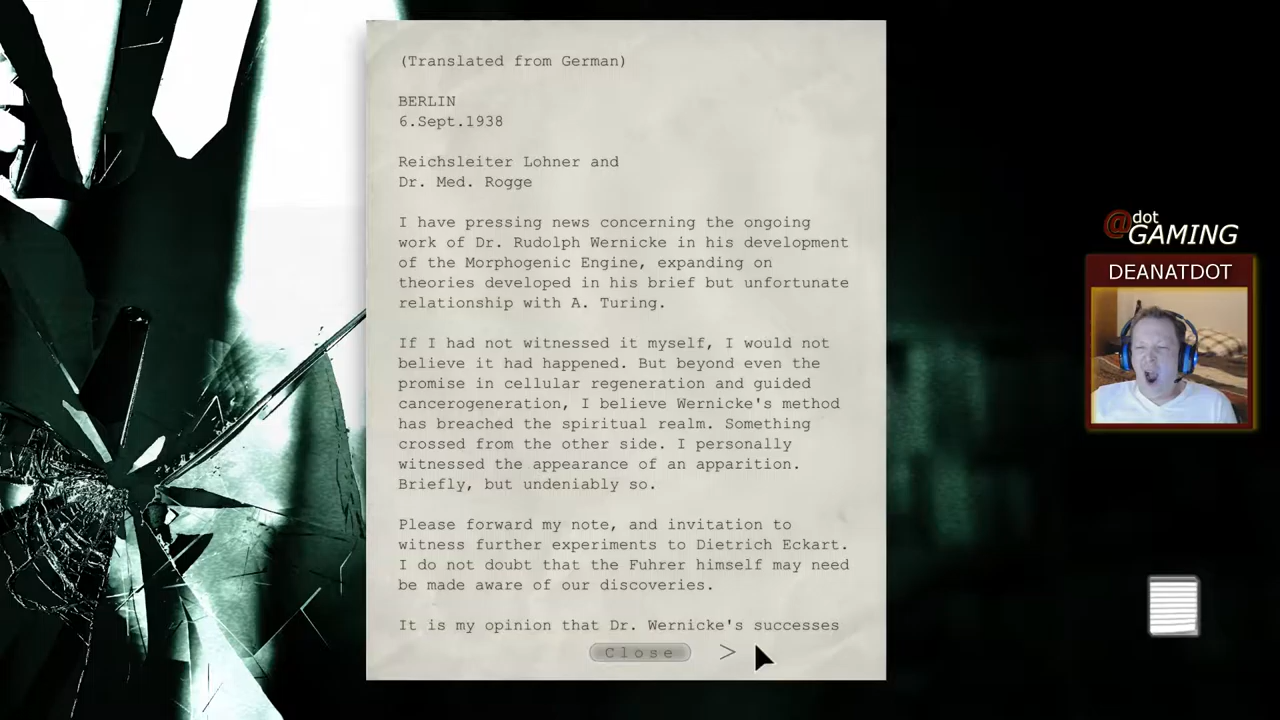 (Translated from German)
BERLIN
6.Sept.1938
Reichsleiter Lohner and
Dr. Med. Rogge
I have pressing news concerning the ongoing
work of Dr. Rudolph Wernicke in his development
of the Morphogenic Engine, expanding on
theories developed in his brief but unfortunate
relationship with A. Turing.
If I had not witnessed it myself, I would not
believe it had happened. But beyond even the
promise in cellular regeneration and guided
cancerogeneration, I believe Wernicke's method
has breached the spiritual realm. Something
crossed from the other side. I personally
witnessed the appearance of an apparition.
Briefly, but undeniably so.
Please forward my note, and invitation to
witness further experiments to Dietrich Eckart.
I do not doubt that the Fuhrer himself may need
be made aware of our discoveries.
It is my opinion that Dr. Wernicke's successes
Close >
@dot
GAMING
DEANATDOT